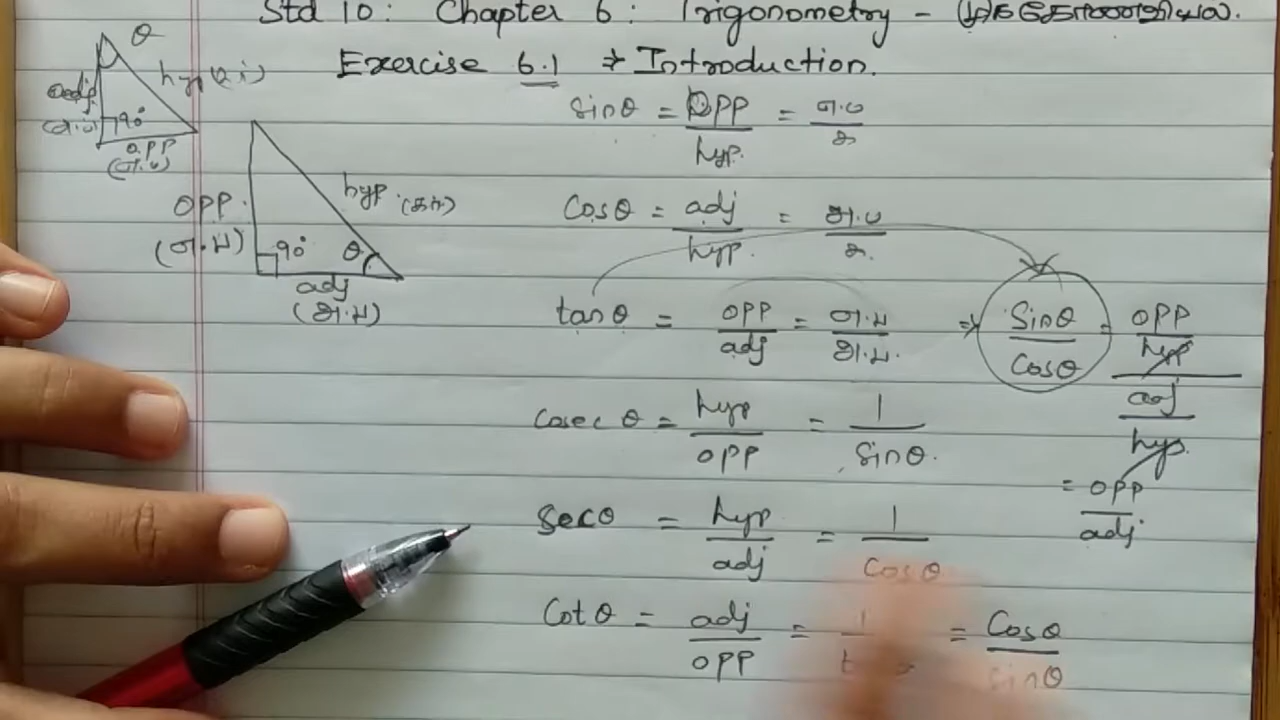 Std 10: Chapter 6: Trigonometry -
Exercise 6.1 ⇒ Introduction.
θ
adj
hyp
90°
opp
(எ.ப)
opp.
(எ.ப)
hyp.
90°
θ
adj
(அ.ப)
Sinθ = opp/hyp. = எ.ப/க
Cosθ = adj/hyp. = அ.ப/க.
tanθ = opp/adj = எ.ப/அ.ப. ⇒ Sinθ/Cosθ = opp/hyp / adj/hyp.
= opp/adj
Cosec θ = hyp/opp = 1/Sinθ.
Secθ = hyp/adj = 1/Cosθ
Cotθ = adj/opp = 1/ = Cosθ/Sinθ